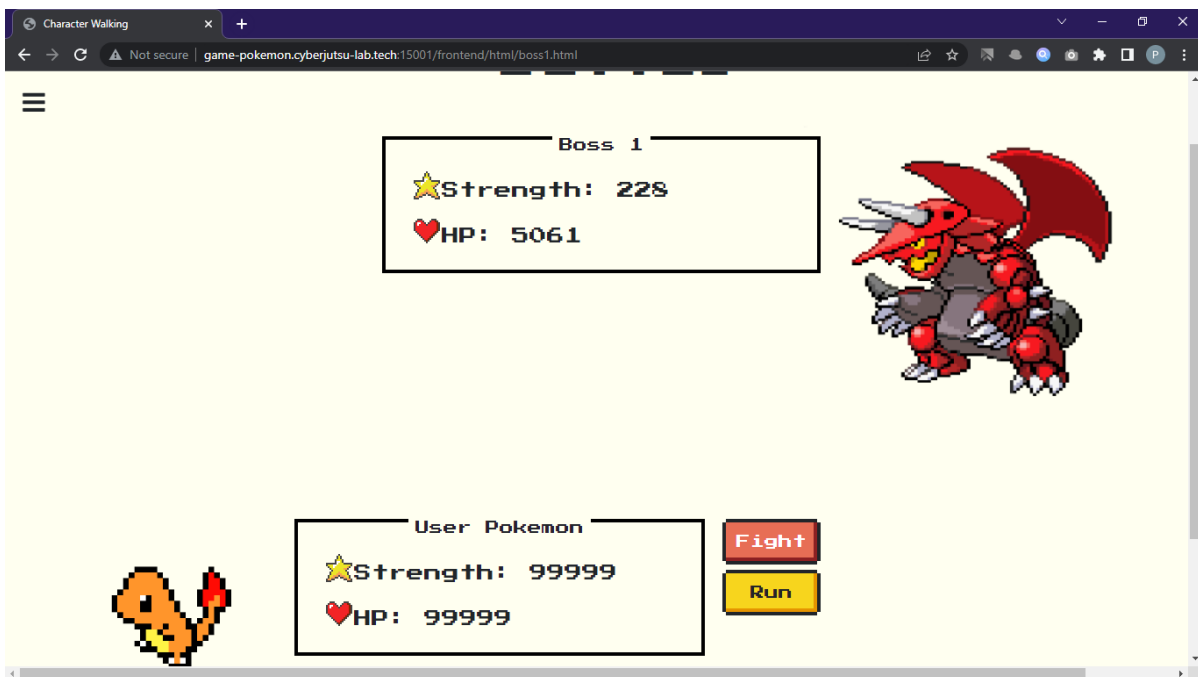 Character Walking
Not secure | game-pokemon.cyberjutsu-lab.tech:15001/frontend/html/boss1.html
P
Boss 1
Strength: 228
HP: 5061
User Pokemon
Strength: 99999
HP: 99999
Fight
Run